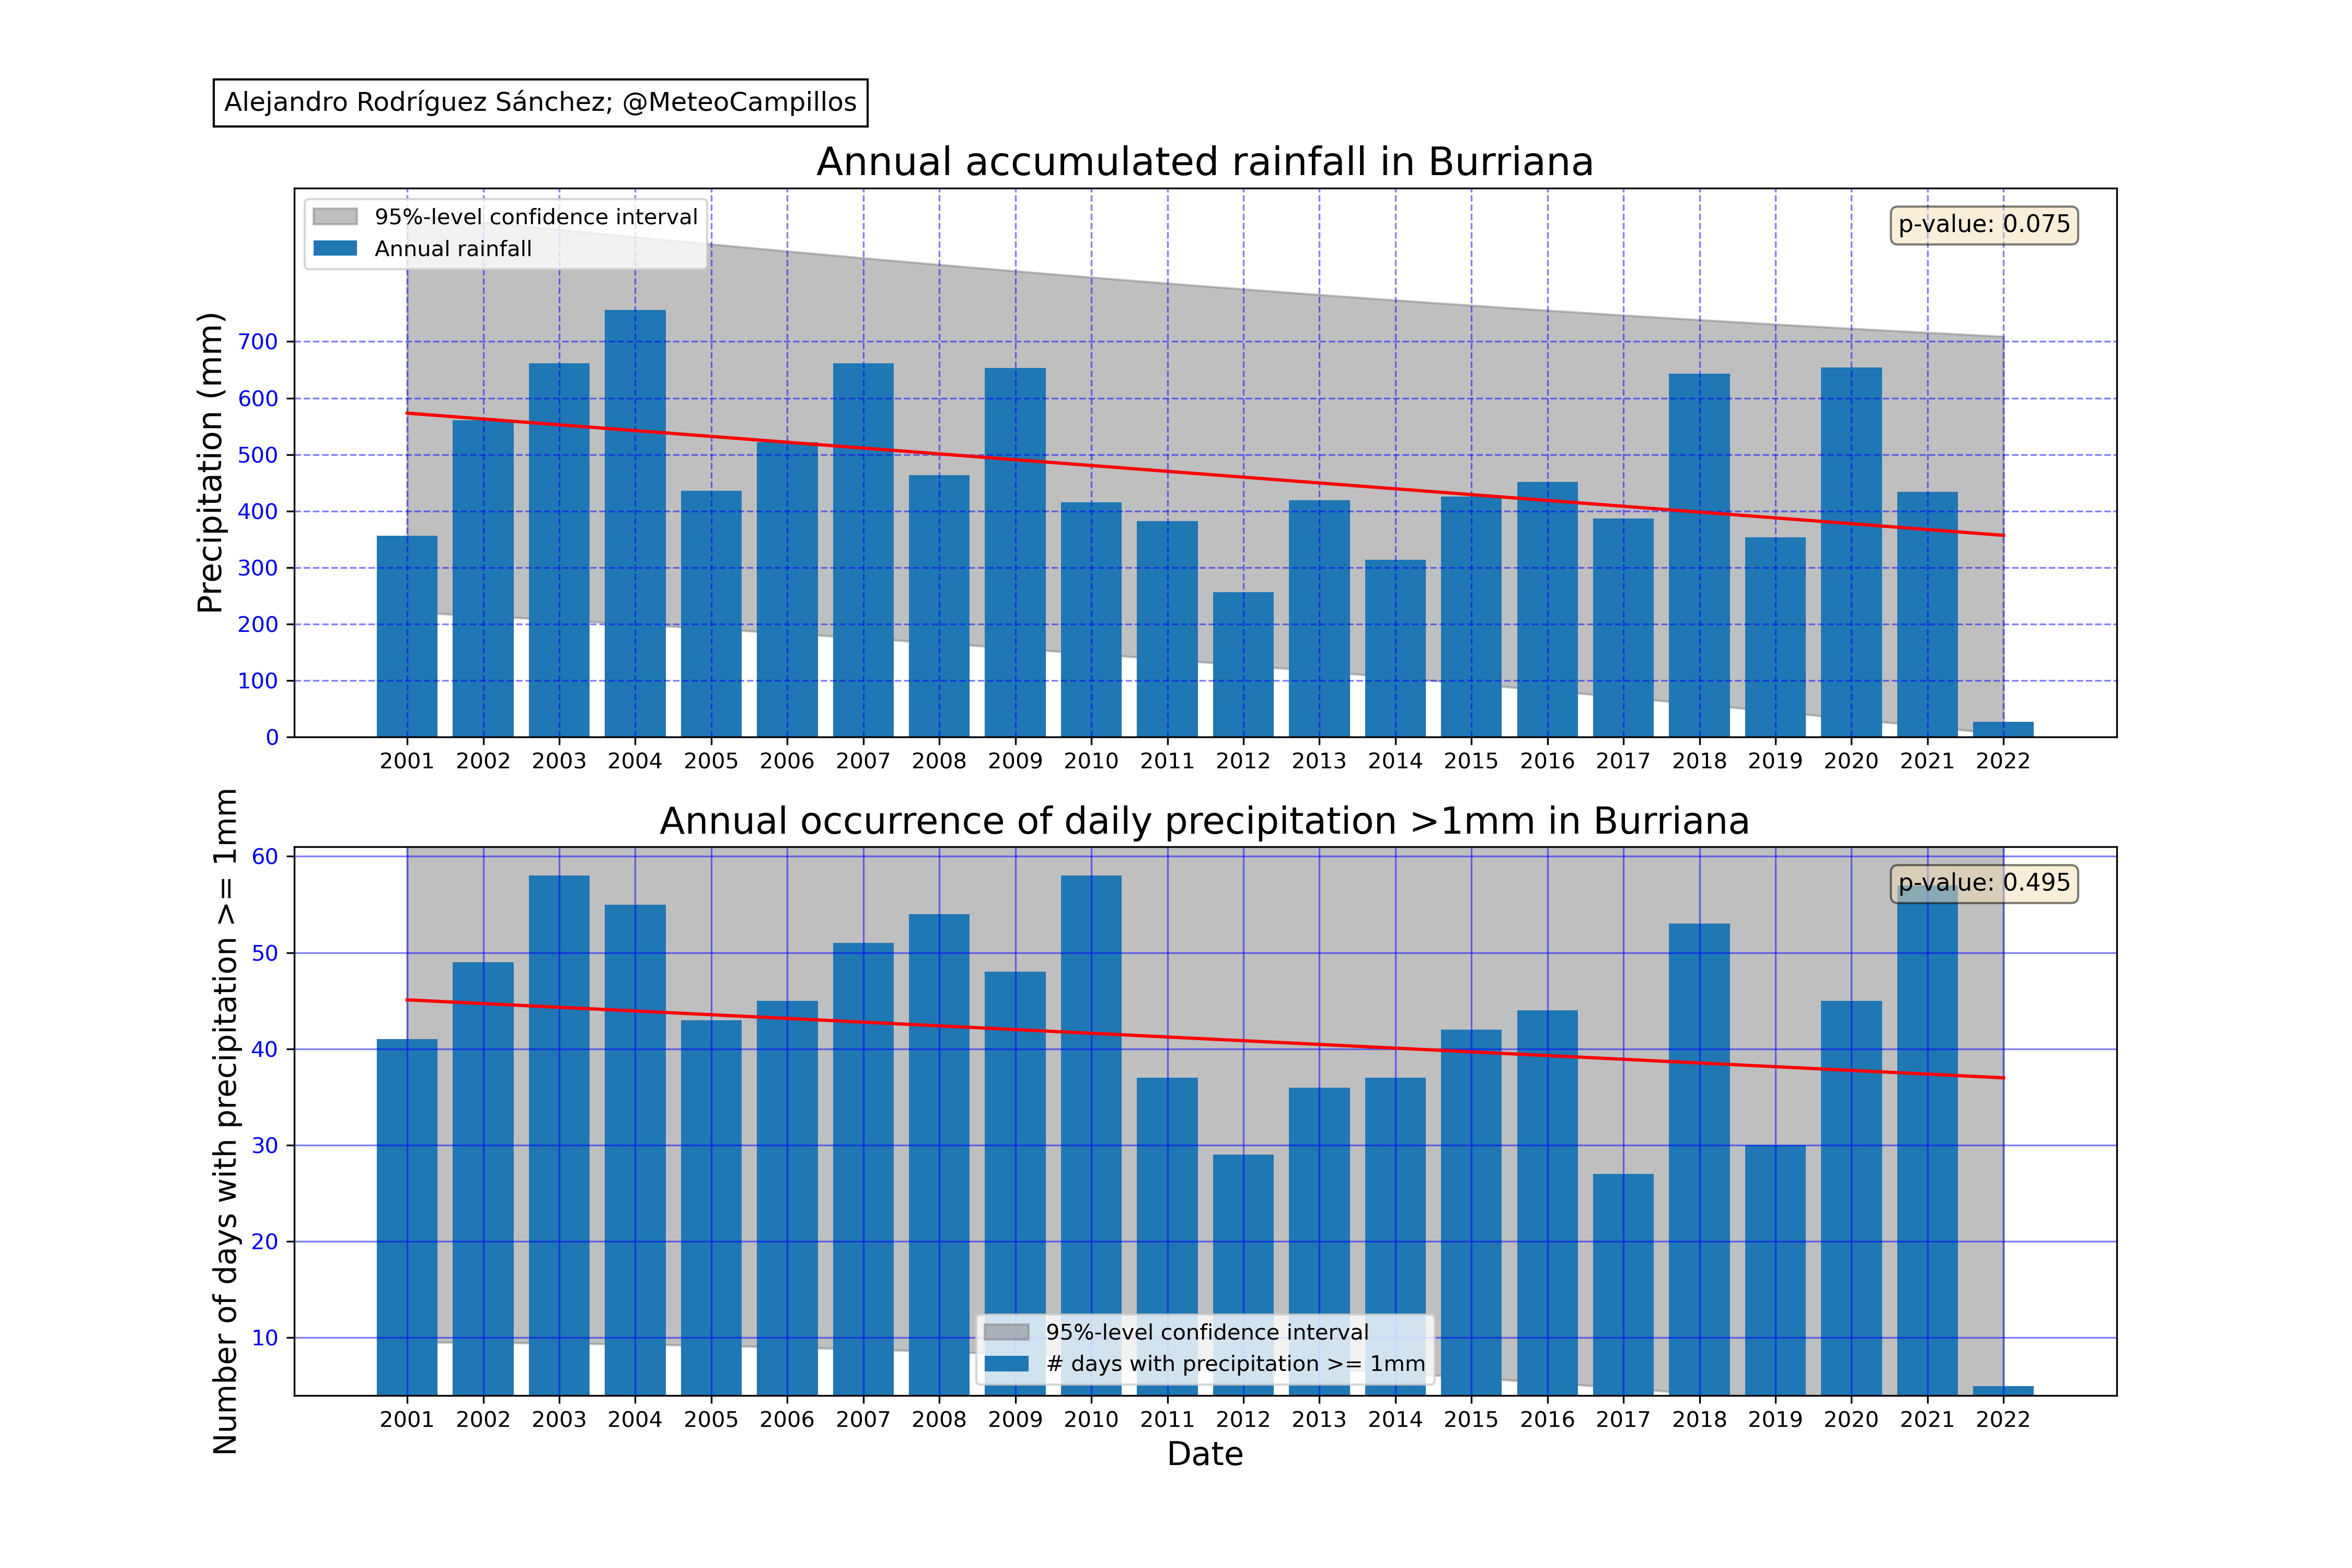 Alejandro Rodríguez Sánchez; @MeteoCampillos
Annual accumulated rainfall in Burriana
95%-level confidence interval
Annual rainfall
p-value: 0.075
Precipitation (mm)
700
600
500
400
300
200
100
0
2001 2002 2003 2004 2005 2006 2007 2008 2009 2010 2011 2012 2013 2014 2015 2016 2017 2018 2019 2020 2021 2022
Annual occurrence of daily precipitation >1mm in Burriana
p-value: 0.495
Number of days with precipitation >= 1mm
60
50
40
30
20
10
95%-level confidence interval
# days with precipitation >= 1mm
2001 2002 2003 2004 2005 2006 2007 2008 2009 2010 2011 2012 2013 2014 2015 2016 2017 2018 2019 2020 2021 2022
Date